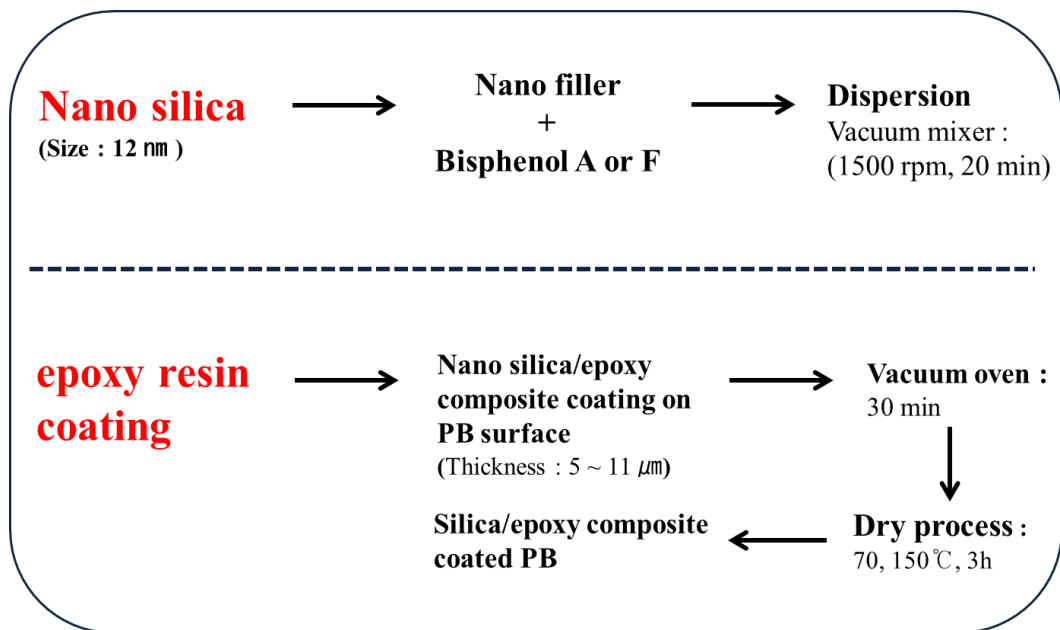 Nano silica
(Size : 12 ㎚ )
Nano filler
+
Bisphenol A or F
Dispersion
Vacuum mixer :
(1500 rpm, 20 min)
epoxy resin
coating
Nano silica/epoxy
composite coating on
PB surface
(Thickness : 5 ~ 11 ㎛)
Vacuum oven :
30 min
Dry process :
70, 150℃, 3h
Silica/epoxy composite
coated PB